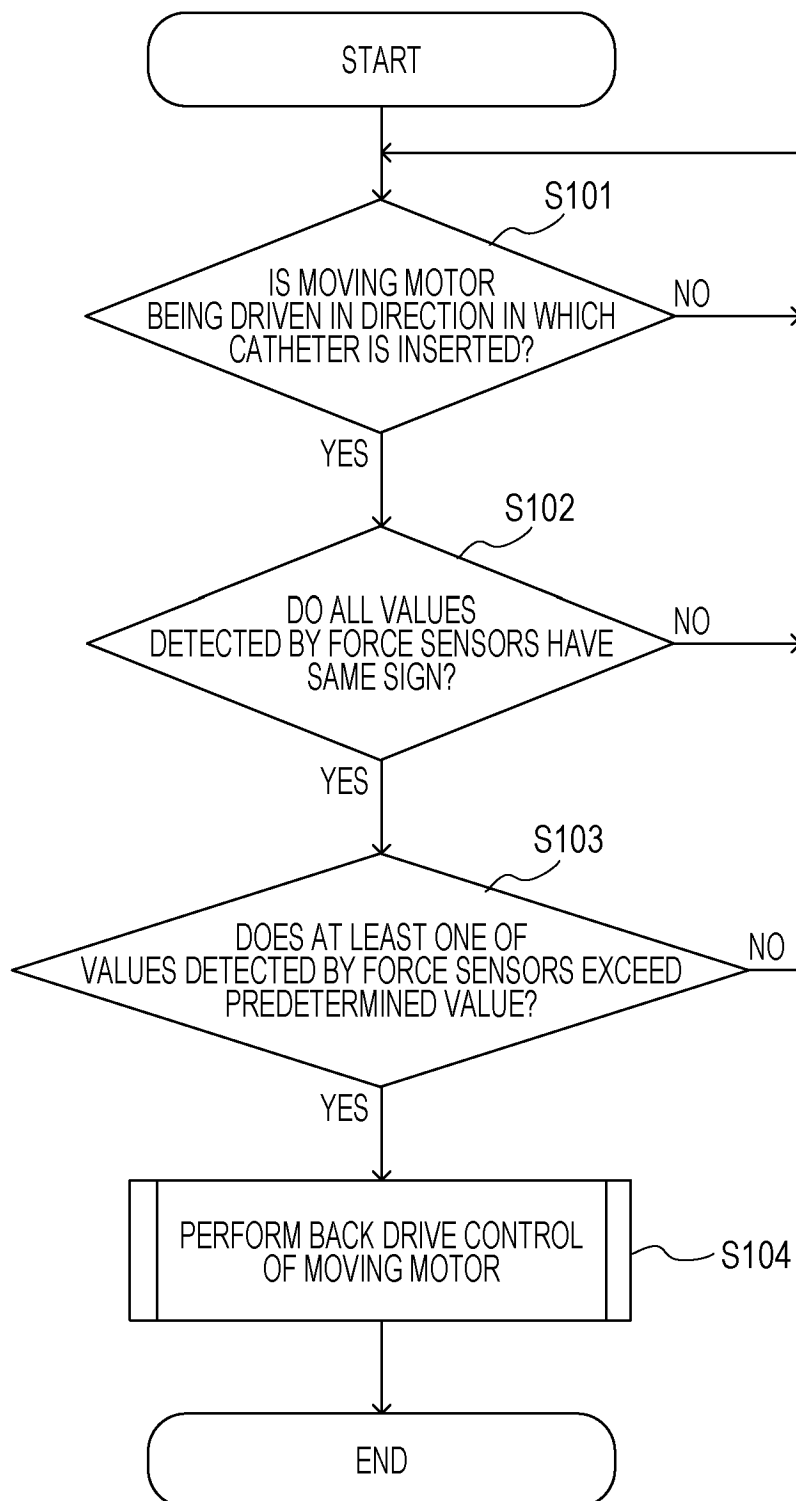 START
S101
IS MOVING MOTOR
BEING DRIVEN IN DIRECTION IN WHICH
CATHETER IS INSERTED?
NO
YES
S102
DO ALL VALUES
DETECTED BY FORCE SENSORS HAVE
SAME SIGN?
NO
YES
S103
DOES AT LEAST ONE OF
VALUES DETECTED BY FORCE SENSORS EXCEED
PREDETERMINED VALUE?
NO
YES
PERFORM BACK DRIVE CONTROL
OF MOVING MOTOR
S104
END